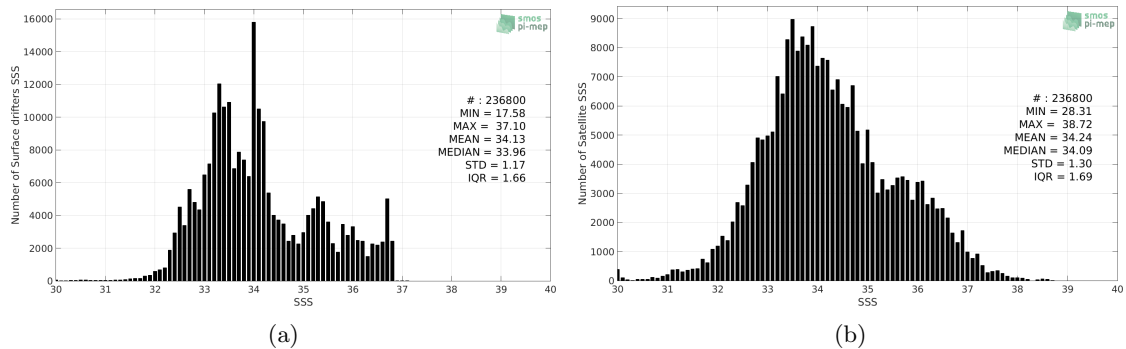 smos
pi-mep
16000
14000
12000
10000
8000
6000
4000
2000
0
Number of Surface drifters SSS
# : 236800
MIN = 17.58
MAX = 37.10
MEAN = 34.13
MEDIAN = 33.96
STD = 1.17
IQR = 1.66
30 31 32 33 34 35 36 37 38 39 40
SSS
(a)
smos
pi-mep
9000
8000
7000
6000
5000
4000
3000
2000
1000
0
Number of Satellite SSS
# : 236800
MIN = 28.31
MAX = 38.72
MEAN = 34.24
MEDIAN = 34.09
STD = 1.30
IQR = 1.69
30 31 32 33 34 35 36 37 38 39 40
SSS
(b)